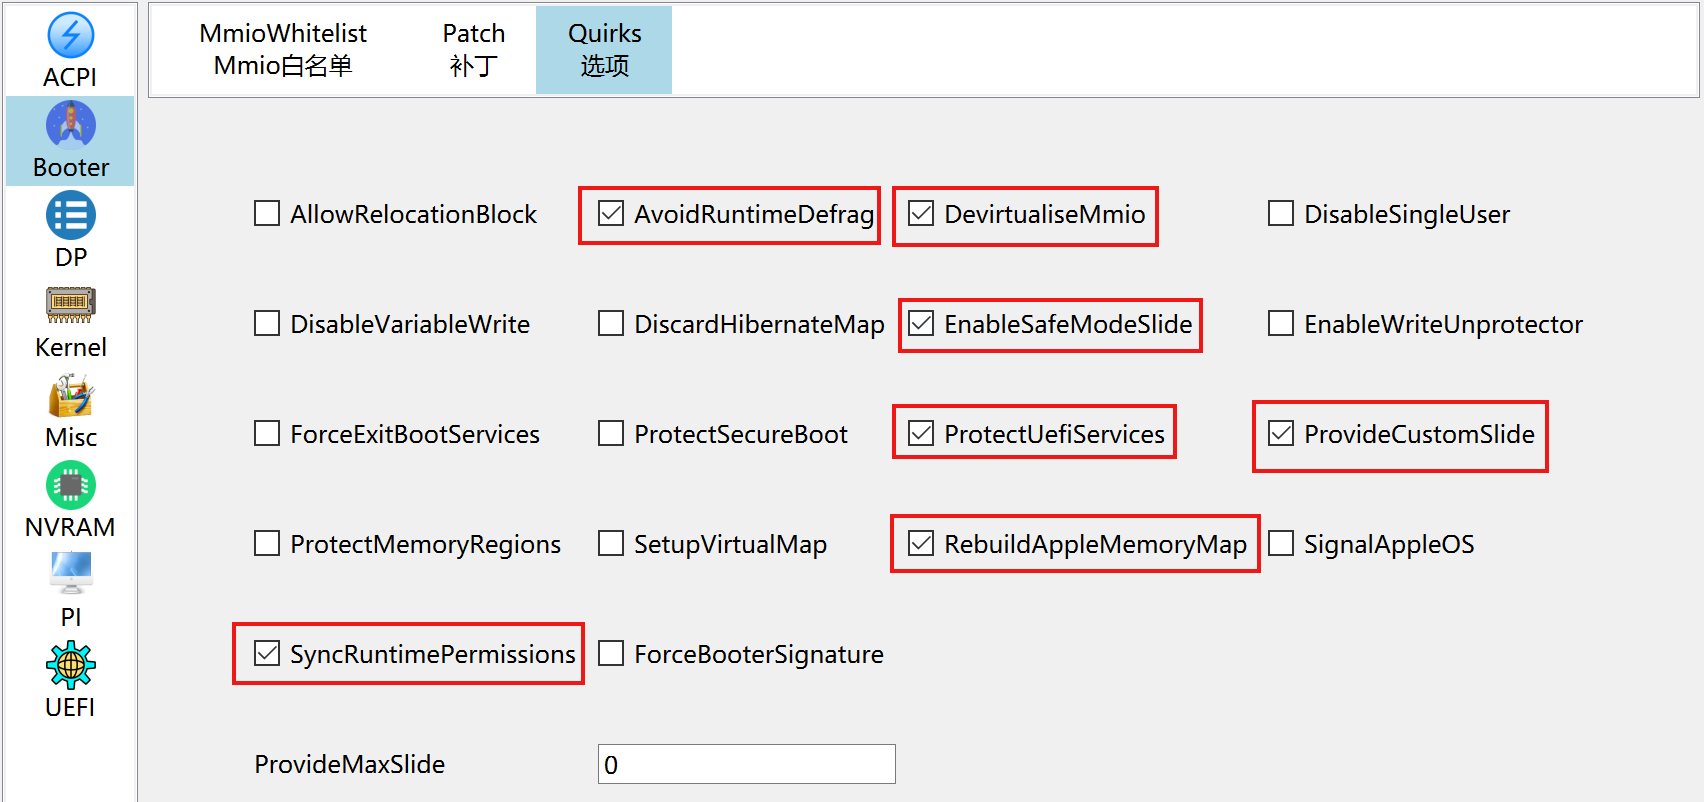 ACPI
Booter
DP
Kernel
Misc
NVRAM
PI
UEFI
MmioWhitelist
Mmio白名单
Patch
补丁
Quirks
选项
AllowRelocationBlock AvoidRuntimeDefrag DevirtualiseMmio DisableSingleUser
DisableVariableWrite DiscardHibernateMap EnableSafeModeSlide EnableWriteUnprotector
ForceExitBootServices ProtectSecureBoot ProtectUefiServices ProvideCustomSlide
ProtectMemoryRegions SetupVirtualMap RebuildAppleMemoryMap SignalAppleOS
SyncRuntimePermissions ForceBooterSignature
ProvideMaxSlide 0